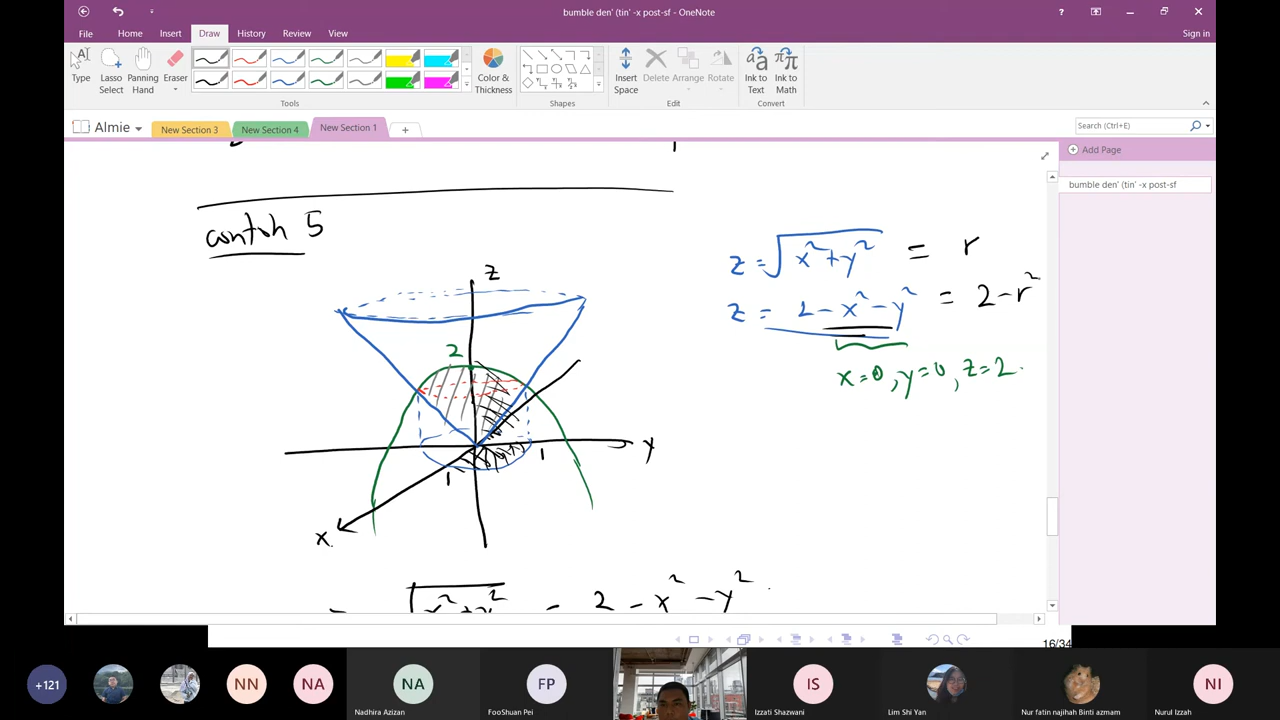 bumble den' (tin' -x post-sf - OneNote
?
File
Home
Insert
Draw
History
Review
View
Sign in
Type
Lasso
Select
Panning
Hand
Eraser
Color &
Thickness
Insert
Space
Delete
Arrange
Rotate
Ink to
Text
Ink to
Math
Tools
Shapes
Edit
Convert
Almie
New Section 3
New Section 4
New Section 1
+
Search (Ctrl+E)
Add Page
bumble den' (tin' -x post-sf
contoh 5
z = √x²+y² = r
z = 2 - x² - y² = 2 - r²
x=0, y=0, z=2.
z
2
y
1
1
x
= √x²+y² = 2 - x² - y²
16/34
+121
NN
NA
NA
FP
IS
NI
Nadhira Azizan
FooShuan Pei
Izzati Shazwani
Lim Shi Yan
Nur fatin najihah Binti azmam
Nurul Izzah